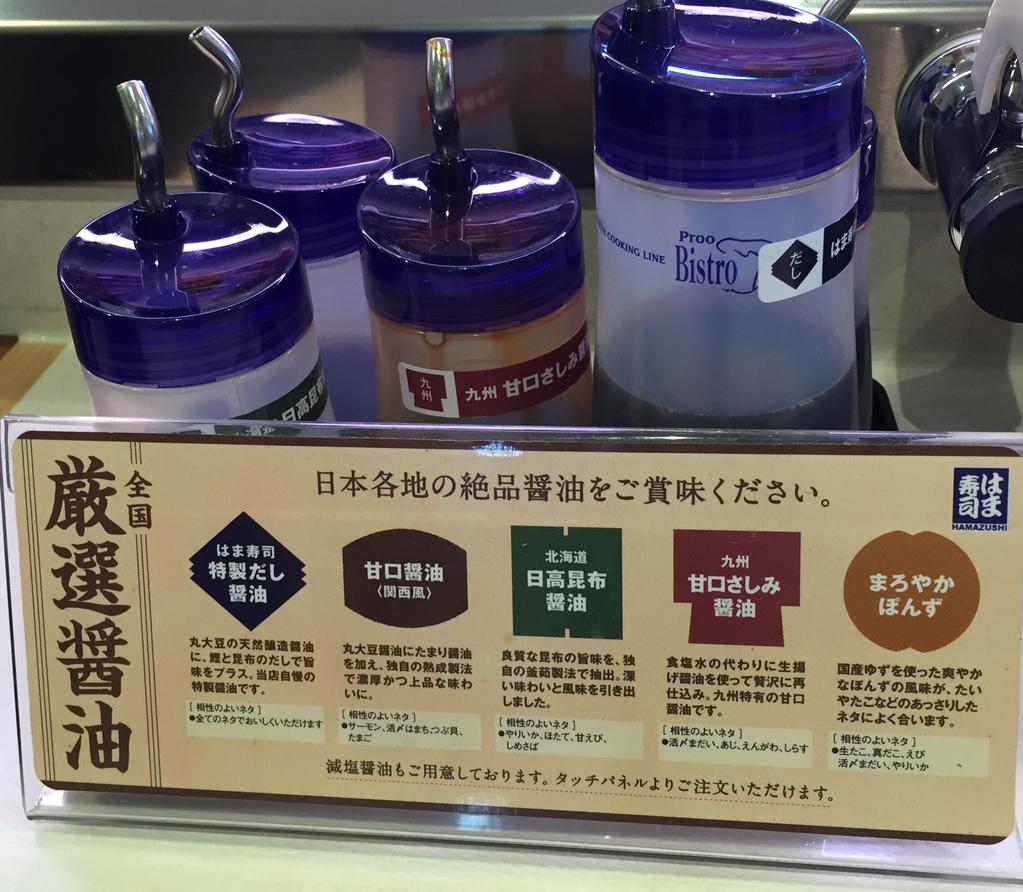 日高昆布
九州
九州 甘口さしみ
COOKING LINE
Proo
Bistro
だし
はま寿
全国
厳選醤油
日本各地の絶品醤油をご賞味ください。
はま
寿司
HAMAZUSHI
はま寿司
特製だし
醤油
丸大豆の天然醸造醤油
に、鰹と昆布のだしで旨
味をプラス。当店自慢の
特製醤油です。
[ 相性のよいネタ ]
●全てのネタでおいしくいただけます
甘口醤油
〈関西風〉
丸大豆醤油にたまり醤油
を加え、独自の熟成製法
で濃厚かつ上品な味わ
いに。
[ 相性のよいネタ ]
●サーモン、活〆はまち、つぶ貝、
たまご
北海道
日高昆布
醤油
良質な昆布の旨味を、独
自の釜茹製法で抽出。深
い味わいと風味を引き出
しました。
[ 相性のよいネタ ]
●やりいか、ほたて、甘えび、
しめさば
九州
甘口さしみ
醤油
食塩水の代わりに生揚
げ醤油を使って贅沢に再
仕込み。九州特有の甘口
醤油です。
[ 相性のよいネタ ]
●活〆まだい、あじ、えんがわ、しらす
まろやか
ぽんず
国産ゆずを使った爽やか
なぽんずの風味が、たい
やたこなどのあっさりした
ネタによく合います。
[ 相性のよいネタ ]
●生たこ、真だこ、えび
活〆まだい、やりいか
減塩醤油もご用意しております。タッチパネルよりご注文いただけます。